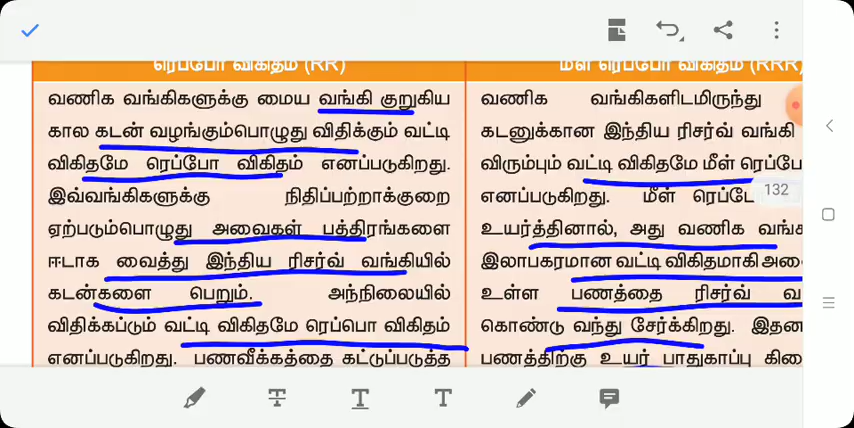 ரெப்போ விகிதம் (RR)
வணிக வங்கிகளுக்கு மைய வங்கி குறுகிய
கால கடன் வழங்கும்பொழுது விதிக்கும் வட்டி
விகிதமே ரெப்போ விகிதம் எனப்படுகிறது.
இவ்வங்கிகளுக்கு நிதிப்பற்றாக்குறை
ஏற்படும்பொழுது அவைகள் பத்திரங்களை
ஈடாக வைத்து இந்திய ரிசர்வ் வங்கியில்
கடன்களை பெறும். அந்நிலையில்
விதிக்கப்படும் வட்டி விகிதமே ரெப்பொ விகிதம்
எனப்படுகிறது. பணவீக்கத்தை கட்டுப்படுத்த
மீள் ரெப்போ விகிதம் (RRR)
வணிக வங்கிகளிடமிருந்து
கடனுக்கான இந்திய ரிசர்வ் வங்கி
விரும்பும் வட்டி விகிதமே மீள் ரெப்போ
எனப்படுகிறது. மீள்
உயர்த்தினால், அது வணிக
இலாபகரமான வட்டி விகிதமாகி
உள்ள பணத்தை ரிசர்வ்
கொண்டு வந்து சேர்க்கிறது.
பணத்திற்கு உயர் பாதுகாப்பு
132
T T T